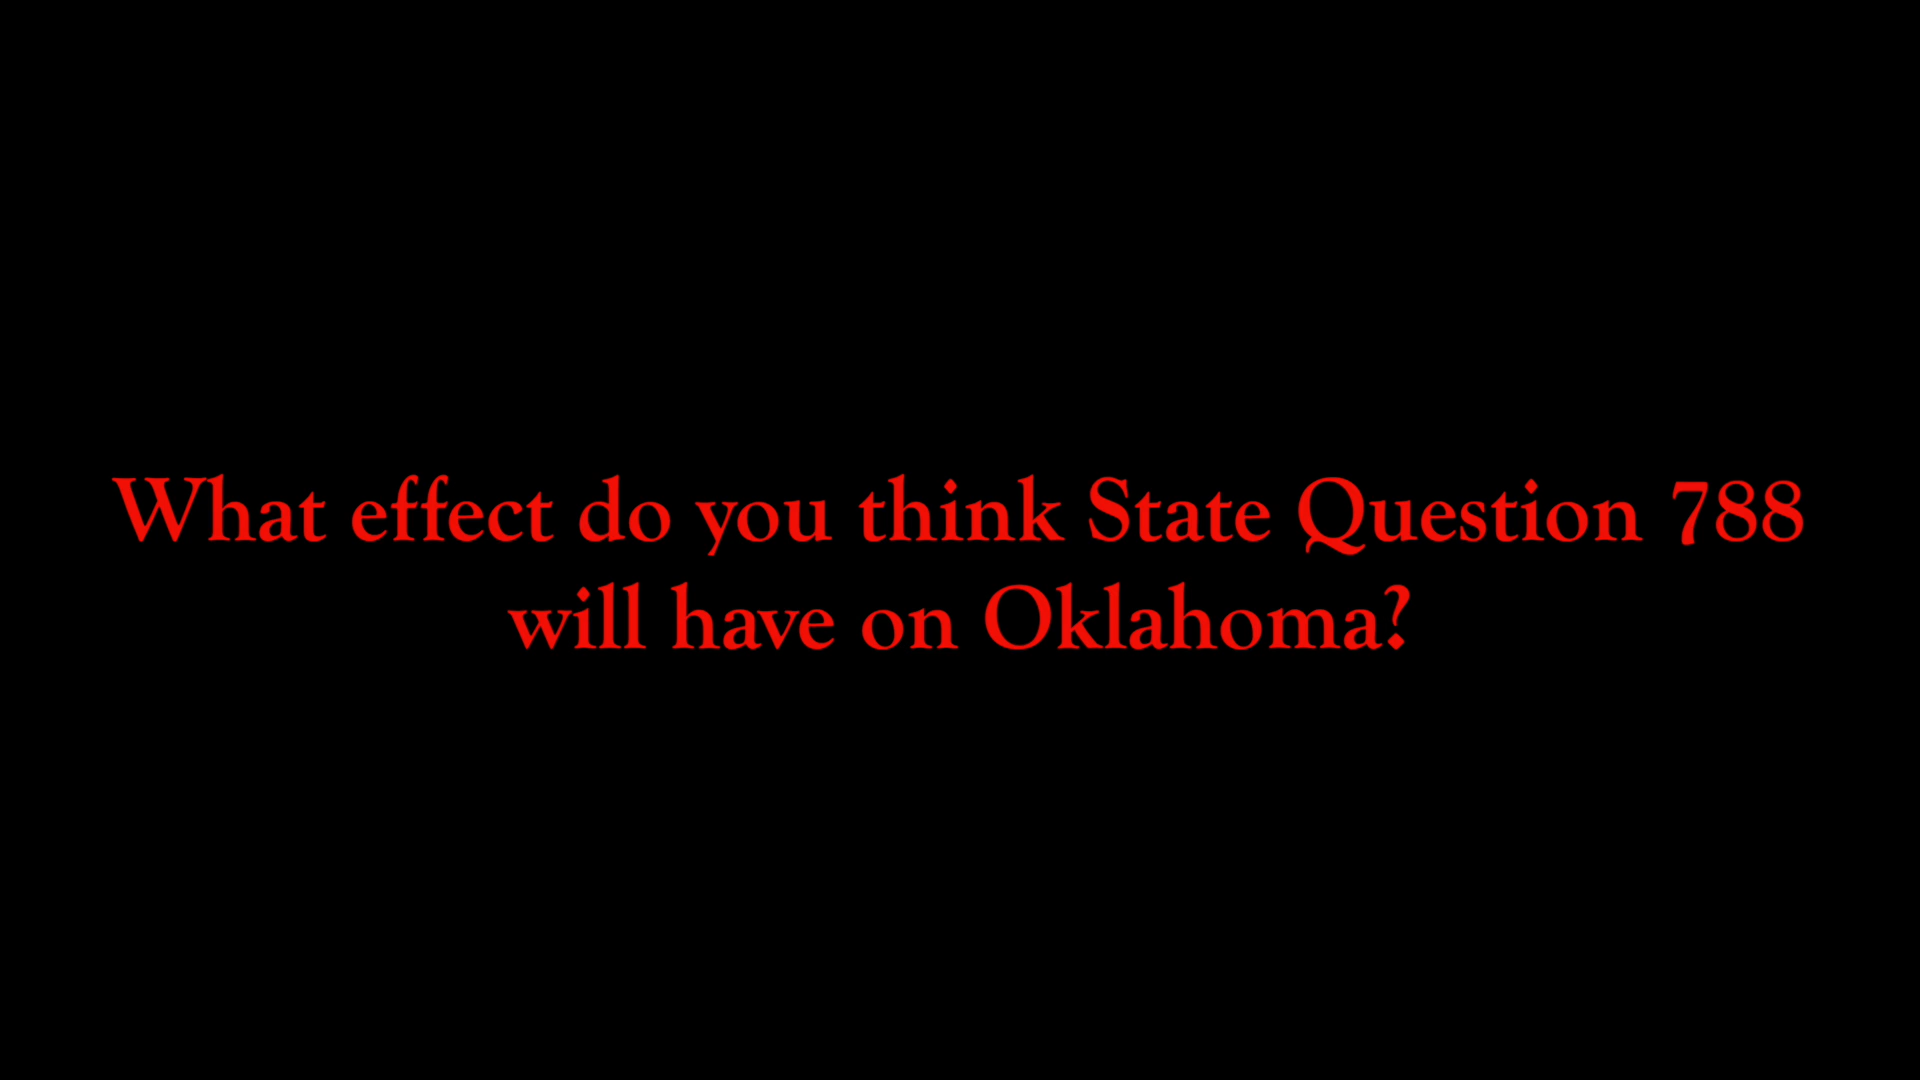 What effect do you think State Question 788
will have on Oklahoma?